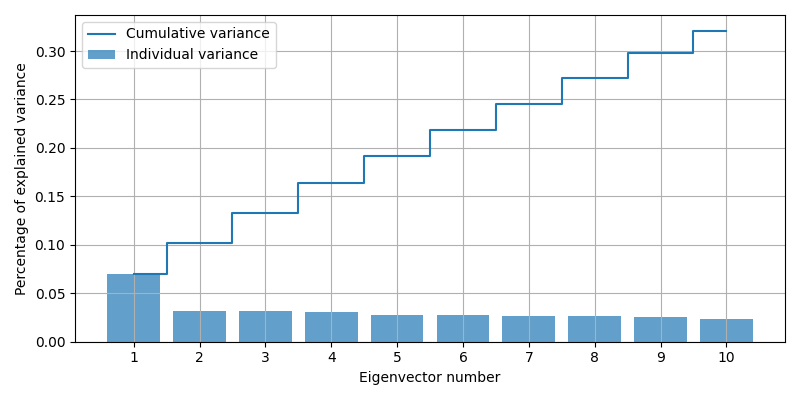 Cumulative variance
Individual variance
Percentage of explained variance
0.30
0.25
0.20
0.15
0.10
0.05
0.00
1 2 3 4 5 6 7 8 9 10
Eigenvector number